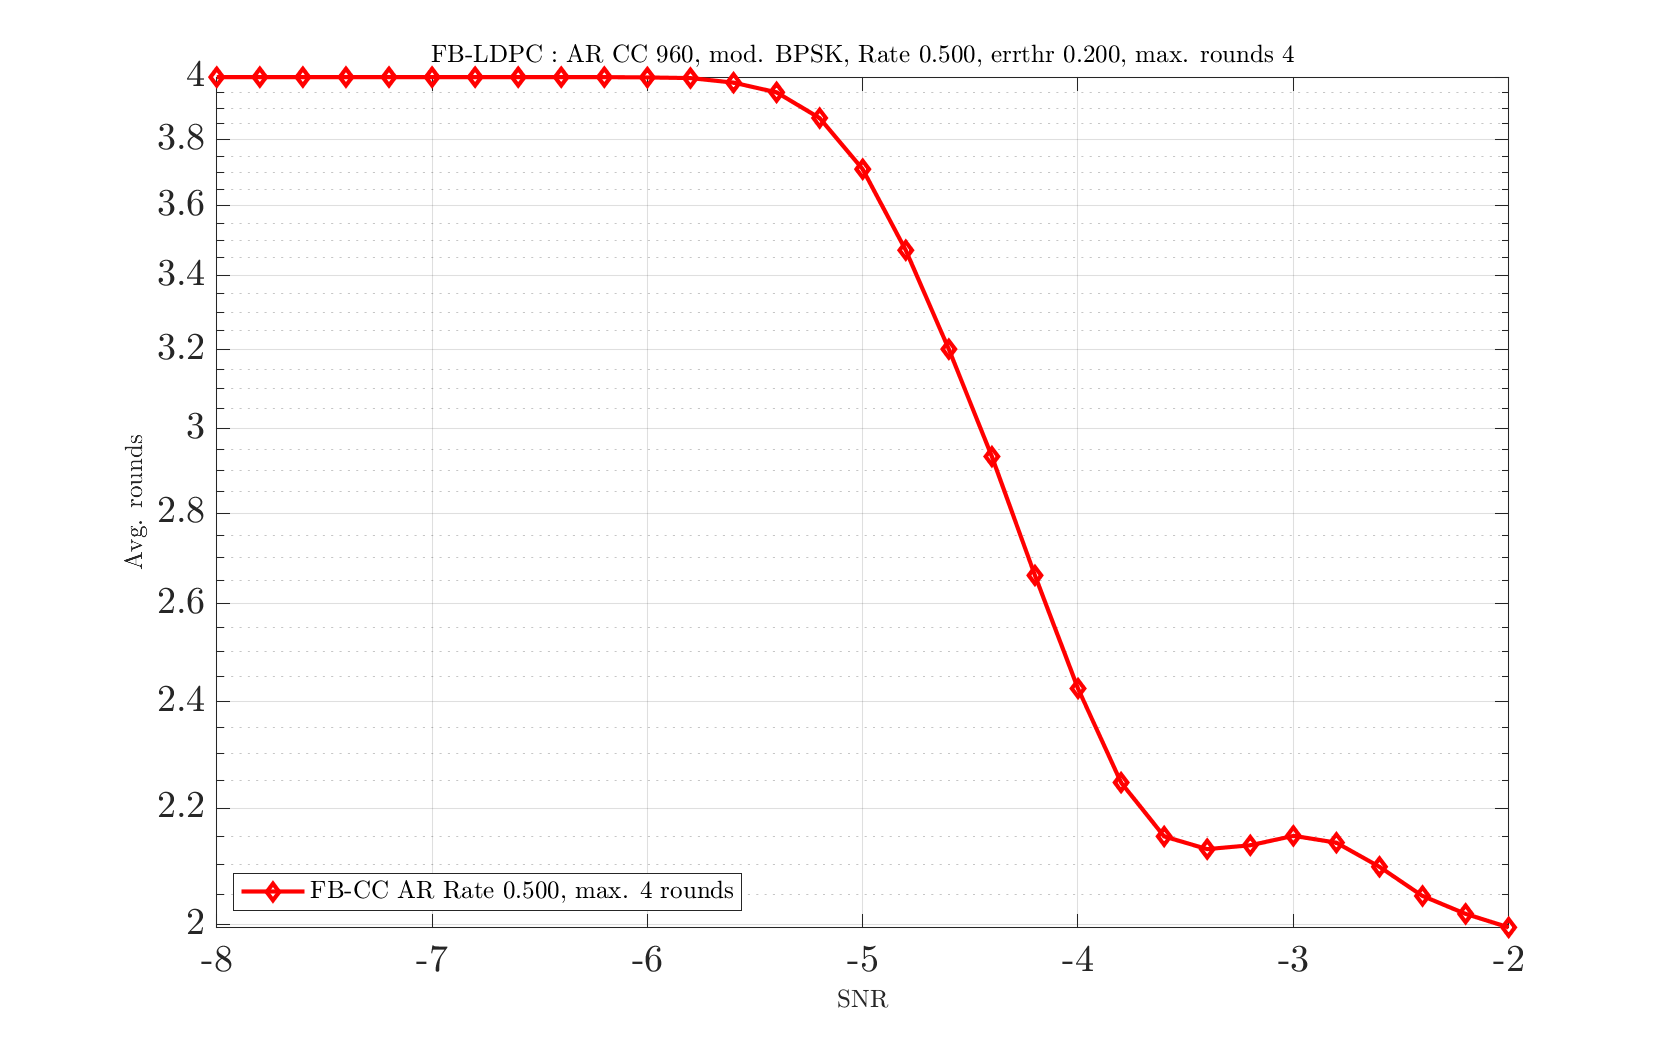 FB-LDPC : AR CC 960, mod. BPSK, Rate 0.500, errthr 0.200, max. rounds 4
4
3.8
3.6
3.4
3.2
3
2.8
2.6
2.4
2.2
2
Avg. rounds
FB-CC AR Rate 0.500, max. 4 rounds
-8 -7 -6 -5 -4 -3 -2
SNR